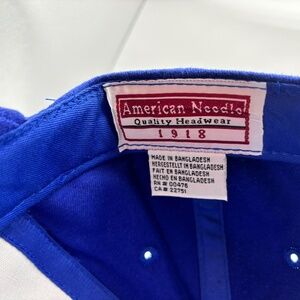 American Needle
Quality Headwear
1918
MADE IN BANGLADESH
HERGESTELLT IN BANGLADESH
FAIT EN BANGLADESH
HECHO EN BANGLADESH
RN # 00478
CA# 22751